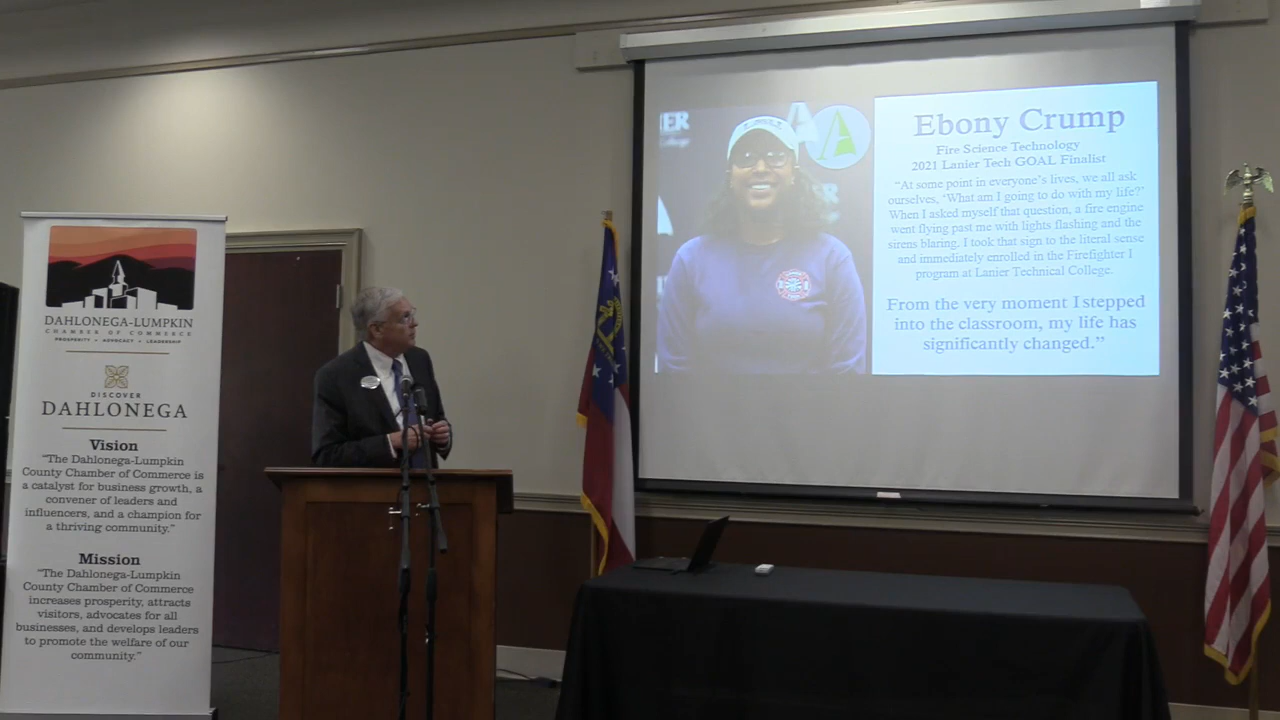 DAHLONEGA-LUMPKIN
CHAMBER OF COMMERCE
PROSPERITY • ADVOCACY • LEADERSHIP
DISCOVER
DAHLONEGA
Vision
"The Dahlonega-Lumpkin
County Chamber of Commerce is
a catalyst for business growth, a
convener of leaders and
influencers, and a champion for
a thriving community."
Mission
"The Dahlonega-Lumpkin
County Chamber of Commerce
increases prosperity, attracts
visitors, advocates for all
businesses, and develops leaders
to promote the welfare of our
community."
IER
Ebony Crump
Fire Science Technology
2021 Lanier Tech GOAL Finalist
"At some point in everyone's lives, we all ask
ourselves, 'What am I going to do with my life?'
When I asked myself that question, a fire engine
went flying past me with lights flashing and the
sirens blaring. I took that sign to the literal sense
and immediately enrolled in the Firefighter I
program at Lanier Technical College.
From the very moment I stepped
into the classroom, my life has
significantly changed."